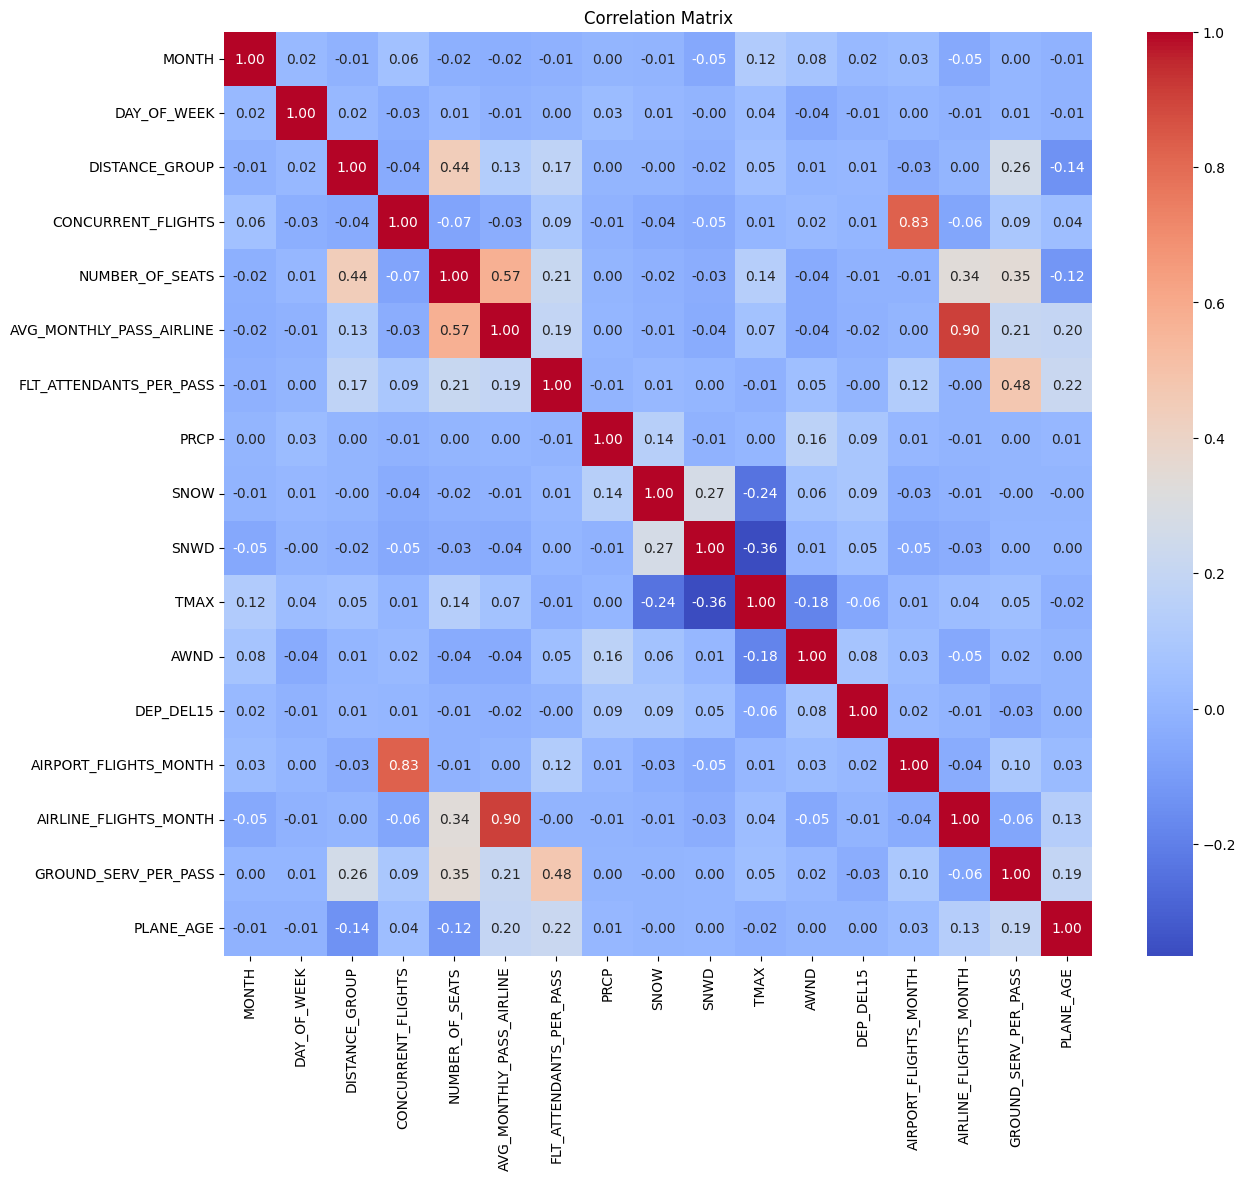 Correlation Matrix
MONTH 1.00 0.02 -0.01 0.06 -0.02 -0.02 -0.01 0.00 -0.01 -0.05 0.12 0.08 0.02 0.03 -0.05 0.00 -0.01
DAY_OF_WEEK 0.02 1.00 0.02 -0.03 0.01 -0.01 0.00 0.03 0.01 -0.00 0.04 -0.04 -0.01 0.00 -0.01 0.01 -0.01
DISTANCE_GROUP -0.01 0.02 1.00 -0.04 0.44 0.13 0.17 0.00 -0.00 -0.02 0.05 0.01 0.01 -0.03 0.00 0.26 -0.14
CONCURRENT_FLIGHTS 0.06 -0.03 -0.04 1.00 -0.07 -0.03 0.09 -0.01 -0.04 -0.05 0.01 0.02 0.01 0.83 -0.06 0.09 0.04
NUMBER_OF_SEATS -0.02 0.01 0.44 -0.07 1.00 0.57 0.21 0.00 -0.02 -0.03 0.14 -0.04 -0.01 -0.01 0.34 0.35 -0.12
AVG_MONTHLY_PASS_AIRLINE -0.02 -0.01 0.13 -0.03 0.57 1.00 0.19 0.00 -0.01 -0.04 0.07 -0.04 -0.02 0.00 0.90 0.21 0.20
FLT_ATTENDANTS_PER_PASS -0.01 0.00 0.17 0.09 0.21 0.19 1.00 -0.01 0.01 0.00 -0.01 0.05 -0.00 0.12 -0.00 0.48 0.22
PRCP 0.00 0.03 0.00 -0.01 0.00 0.00 -0.01 1.00 0.14 -0.01 0.00 0.16 0.09 0.01 -0.01 0.00 0.01
SNOW -0.01 0.01 -0.00 -0.04 -0.02 -0.01 0.01 0.14 1.00 0.27 -0.24 0.06 0.09 -0.03 -0.01 -0.00 -0.00
SNWD -0.05 -0.00 -0.02 -0.05 -0.03 -0.04 0.00 -0.01 0.27 1.00 -0.36 0.01 0.05 -0.05 -0.03 0.00 0.00
TMAX 0.12 0.04 0.05 0.01 0.14 0.07 -0.01 0.00 -0.24 -0.36 1.00 -0.18 -0.06 0.01 0.04 0.05 -0.02
AWND 0.08 -0.04 0.01 0.02 -0.04 -0.04 0.05 0.16 0.06 0.01 -0.18 1.00 0.08 0.03 -0.05 0.02 0.00
DEP_DEL15 0.02 -0.01 0.01 0.01 -0.01 -0.02 -0.00 0.09 0.09 0.05 -0.06 0.08 1.00 0.02 -0.01 -0.03 0.00
AIRPORT_FLIGHTS_MONTH 0.03 0.00 -0.03 0.83 -0.01 0.00 0.12 0.01 -0.03 -0.05 0.01 0.03 0.02 1.00 -0.04 0.10 0.03
AIRLINE_FLIGHTS_MONTH -0.05 -0.01 0.00 -0.06 0.34 0.90 -0.00 -0.01 -0.01 -0.03 0.04 -0.05 -0.01 -0.04 1.00 -0.06 0.13
GROUND_SERV_PER_PASS 0.00 0.01 0.26 0.09 0.35 0.21 0.48 0.00 -0.00 0.00 0.05 0.02 -0.03 0.10 -0.06 1.00 0.19
PLANE_AGE -0.01 -0.01 -0.14 0.04 -0.12 0.20 0.22 0.01 -0.00 0.00 -0.02 0.00 0.00 0.03 0.13 0.19 1.00
MONTH
DAY_OF_WEEK
DISTANCE_GROUP
CONCURRENT_FLIGHTS
NUMBER_OF_SEATS
AVG_MONTHLY_PASS_AIRLINE
FLT_ATTENDANTS_PER_PASS
PRCP
SNOW
SNWD
TMAX
AWND
DEP_DEL15
AIRPORT_FLIGHTS_MONTH
AIRLINE_FLIGHTS_MONTH
GROUND_SERV_PER_PASS
PLANE_AGE
1.0
0.8
0.6
0.4
0.2
0.0
−0.2